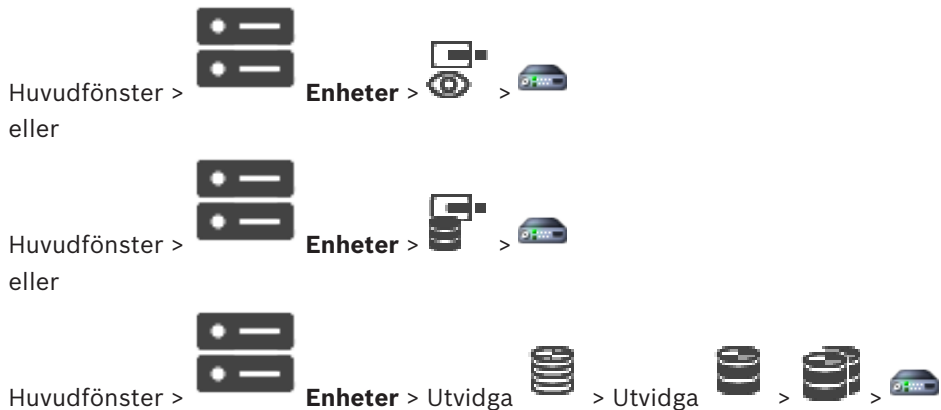 Huvudfönster > Enheter > >
eller
Huvudfönster > Enheter > >
eller
Huvudfönster > Enheter > Utvidga > Utvidga > >